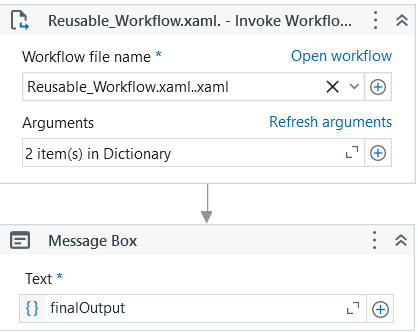 Reusable_Workflow.xaml. - Invoke Workflo...
Workflow file name *
Open workflow
Reusable_Workflow.xaml..xaml
Arguments
Refresh arguments
2 item(s) in Dictionary
Message Box
Text *
{} finalOutput